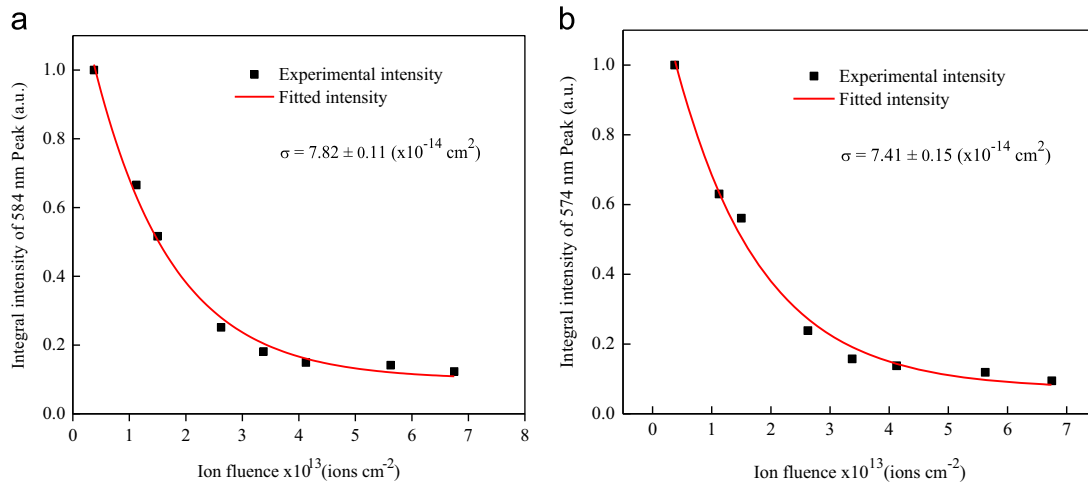 a
Integral intensity of 584 nm Peak (a.u.)
1.0
0.8
0.6
0.4
0.2
0.0
Experimental intensity
Fitted intensity
σ = 7.82 ± 0.11 (x10^-14 cm^2)
0 1 2 3 4 5 6 7 8
Ion fluence x10^13(ions cm^-2)
b
Integral intensity of 574 nm Peak (a.u.)
1.0
0.8
0.6
0.4
0.2
0.0
Experimental intensity
Fitted intensity
σ = 7.41 ± 0.15 (x10^-14 cm^2)
0 1 2 3 4 5 6 7
Ion fluence x10^13(ions cm^-2)